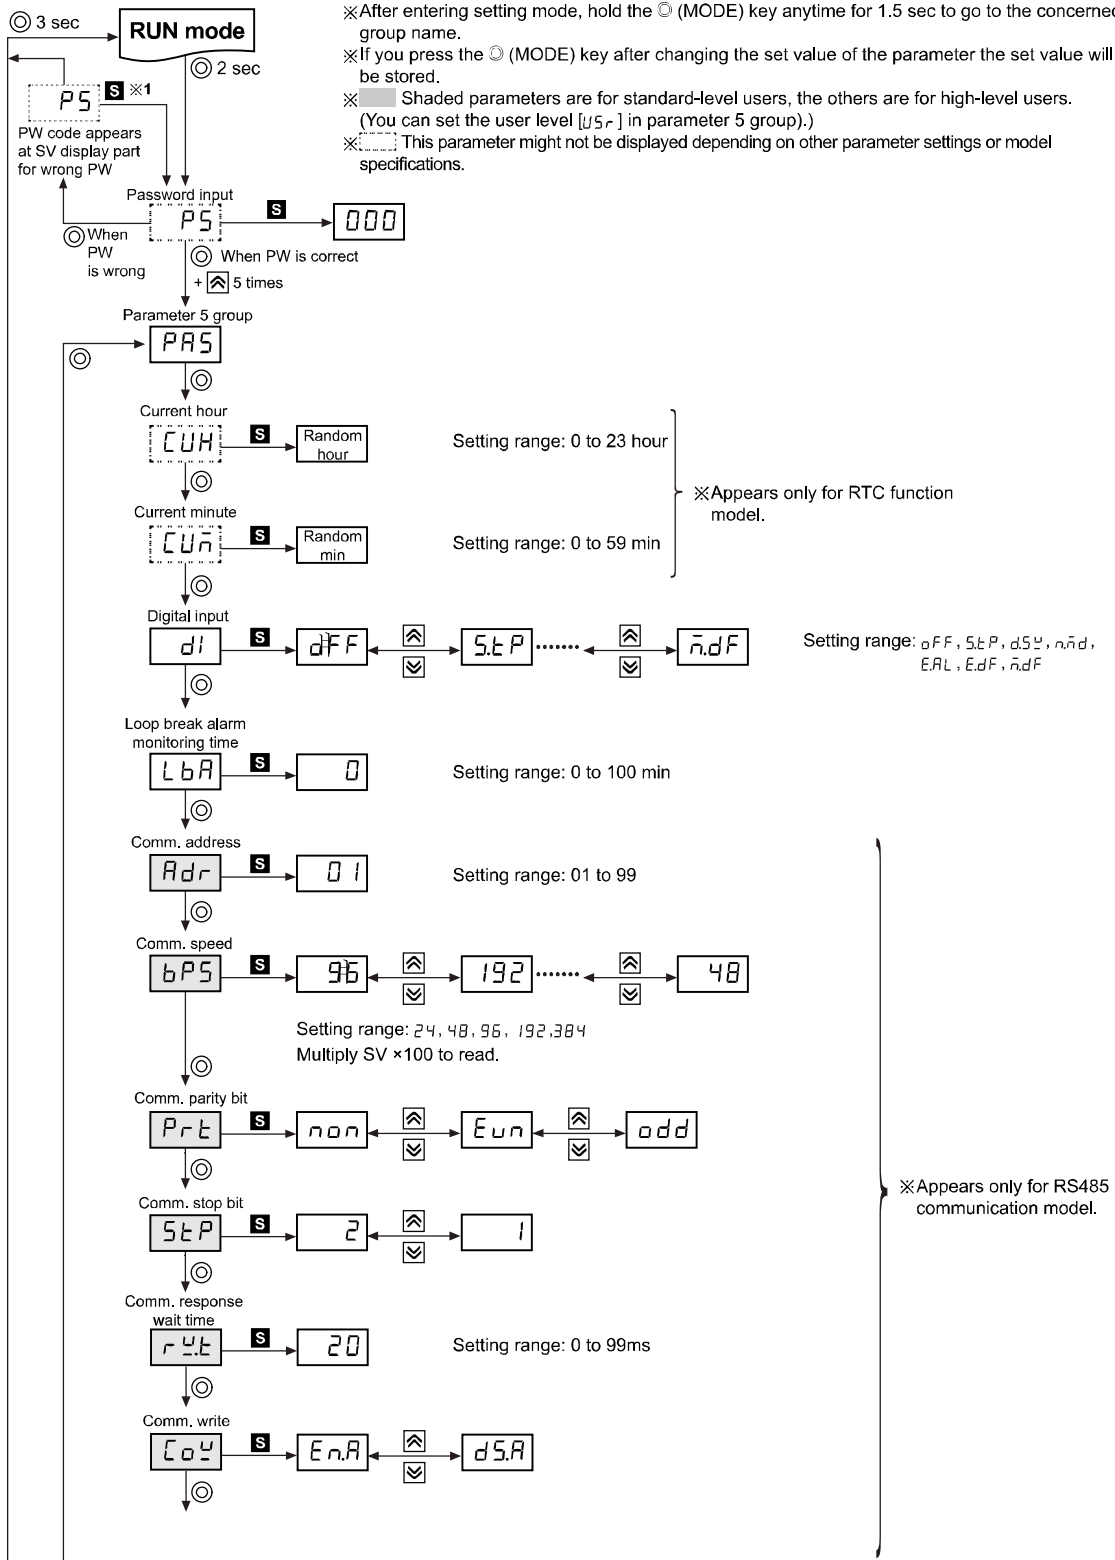 ※After entering setting mode, hold the ◎ (MODE) key anytime for 1.5 sec to go to the concerned
group name.
※If you press the ◎ (MODE) key after changing the set value of the parameter the set value will
be stored.
※ Shaded parameters are for standard-level users, the others are for high-level users.
(You can set the user level [USr] in parameter 5 group).)
※ This parameter might not be displayed depending on other parameter settings or model
specifications.
◎ 3 sec
RUN mode
◎ 2 sec
PS S ※1
PW code appears
at SV display part
for wrong PW
Password input
PS S 000
◎When
PW
is wrong
◎ When PW is correct
+ 5 times
Parameter 5 group
PA5
◎
◎
Current hour
CUH S Random
hour
Setting range: 0 to 23 hour
◎
Current minute
CUm S Random
min
Setting range: 0 to 59 min
※Appears only for RTC function
model.
◎
Digital input
dI S oFF S.tP ....... m.dF
Setting range: oFF, S.tP, d.SW, n.md,
E.AL, E.dF, m.dF
◎
Loop break alarm
monitoring time
LbA S 0
Setting range: 0 to 100 min
◎
Comm. address
Adr S 01
Setting range: 01 to 99
◎
Comm. speed
bPS S 96 192 ....... 48
Setting range: 24, 48, 96, 192,384
Multiply SV ×100 to read.
◎
Comm. parity bit
Prt S non Eun odd
◎
Comm. stop bit
StP S 2 1
◎
Comm. response
wait time
rW.t S 20
Setting range: 0 to 99ms
◎
Comm. write
CoW S En.A dS.A
◎
※Appears only for RS485
communication model.